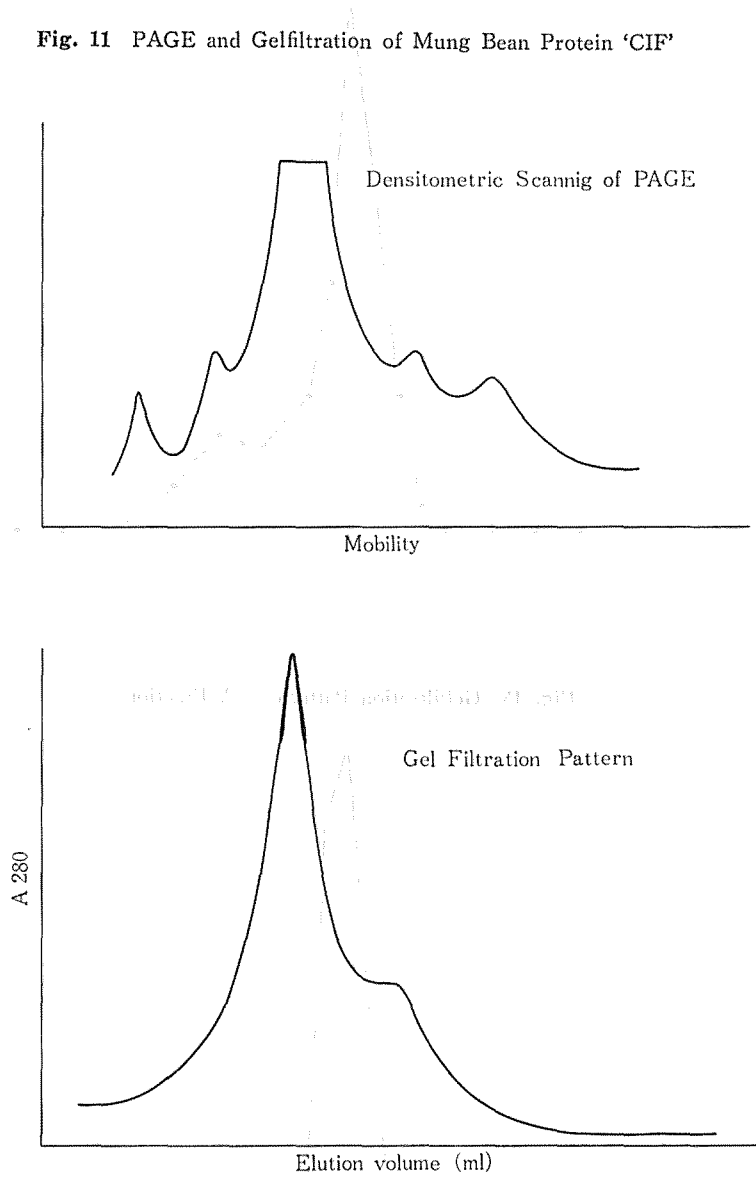 Fig. 11 PAGE and Gelfiltration of Mung Bean Protein ‘CIF’
Densitometric Scannig of PAGE
Mobility
Gel Filtration Pattern
A 280
Elution volume (ml)